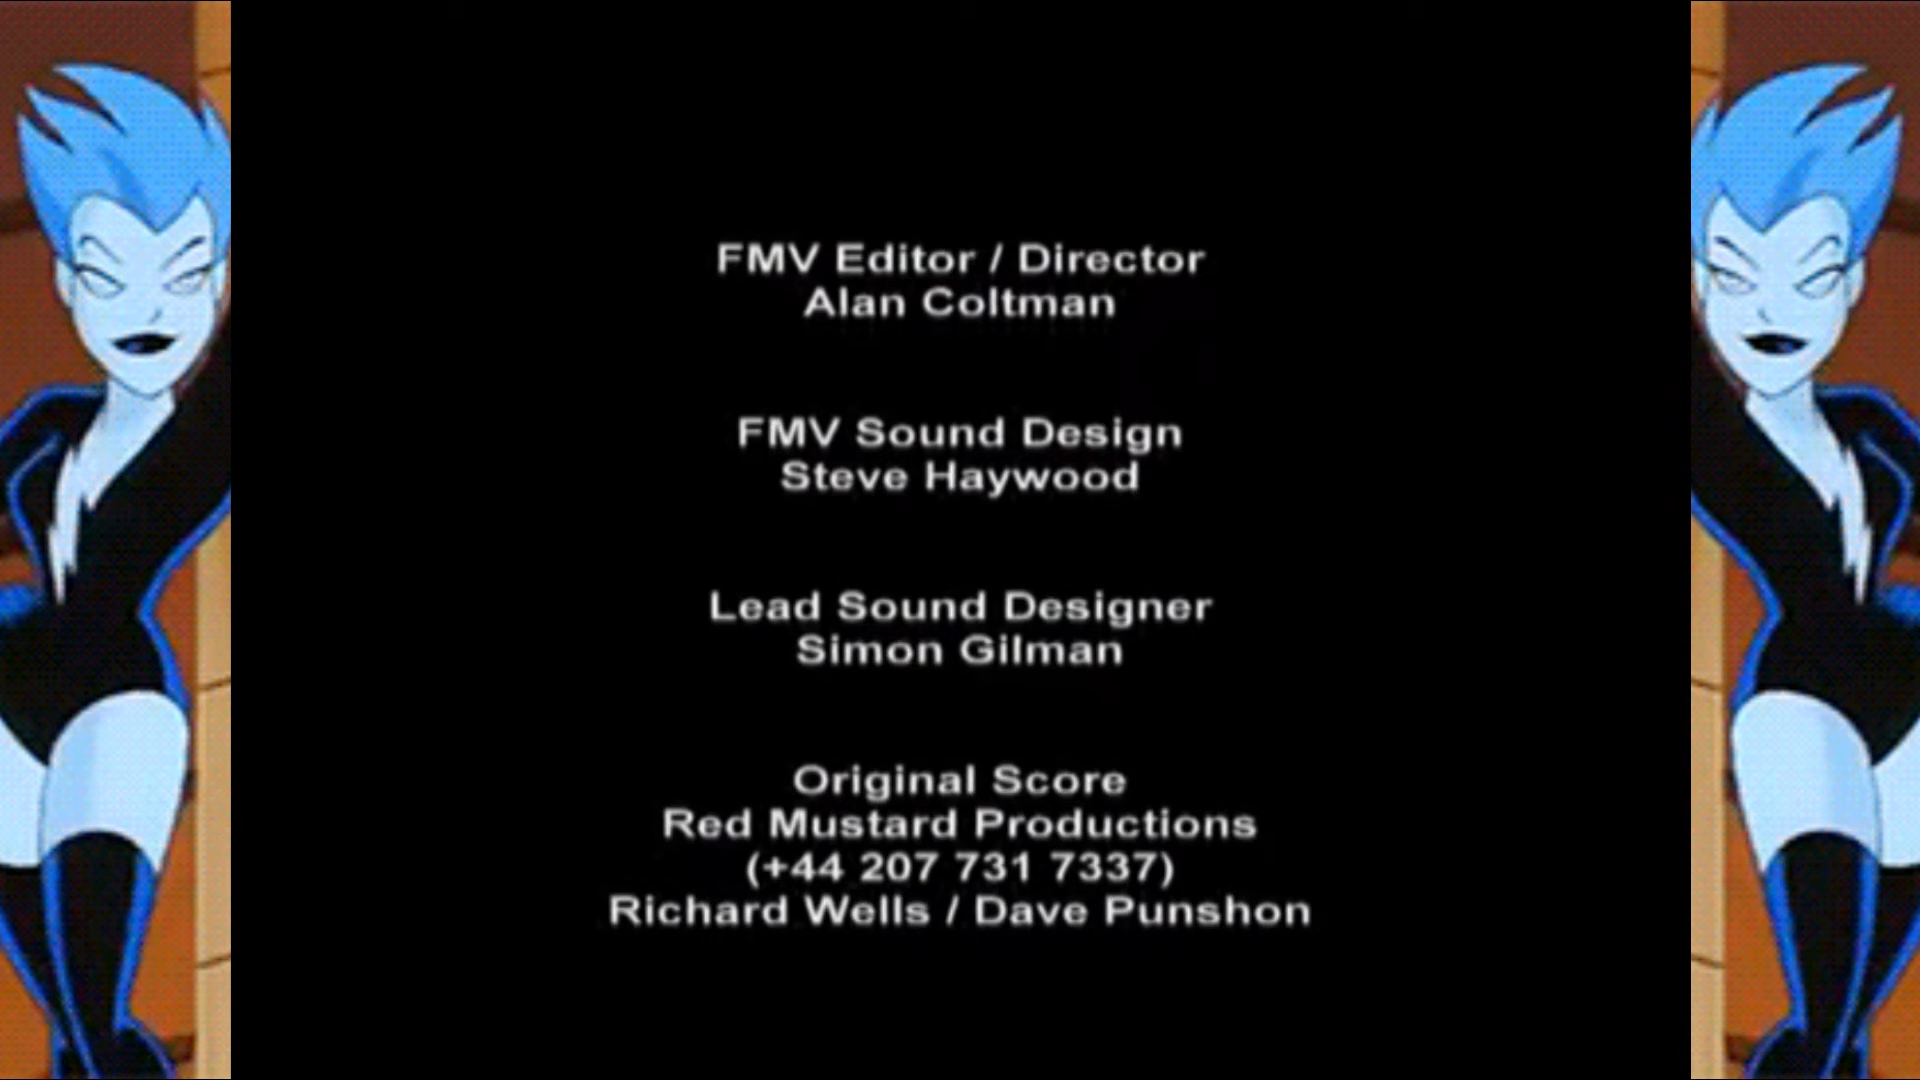 FMV Editor / Director
Alan Coltman
FMV Sound Design
Steve Haywood
Lead Sound Designer
Simon Gilman
Original Score
Red Mustard Productions
(+44 207 731 7337)
Richard Wells / Dave Punshon